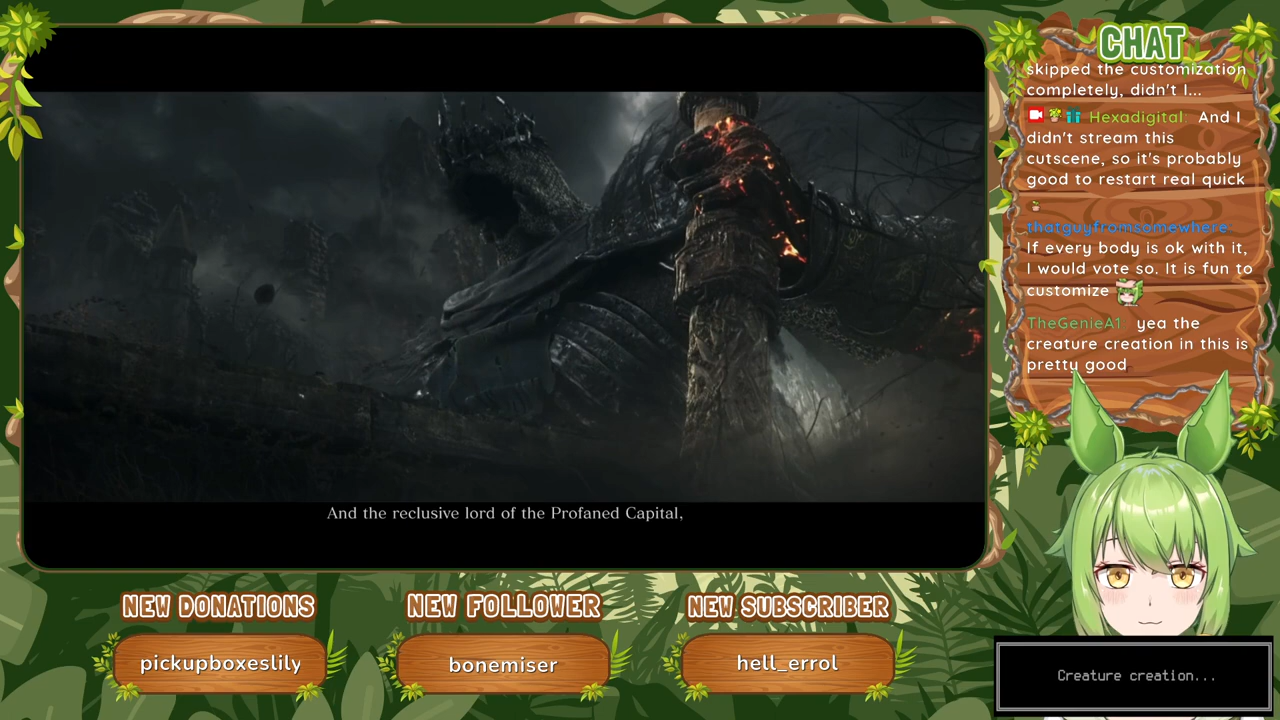 CHAT
skipped the customization
completely, didn't I...
Hexadigital And I
didn't stream this
cutscene, so it's probably
good to restart real quick
thatguyfromsomewhere:
If every body is ok with it,
I would vote so. It is fun to
customize
TheGenieA1 yea the
creature creation in this is
pretty good
And the reclusive lord of the Profaned Capital,
NEW DONATIONS
pickupboxeslily
NEW FOLLOWER
bonemiser
NEW SUBSCRIBER
hell_errol
Creature creation...